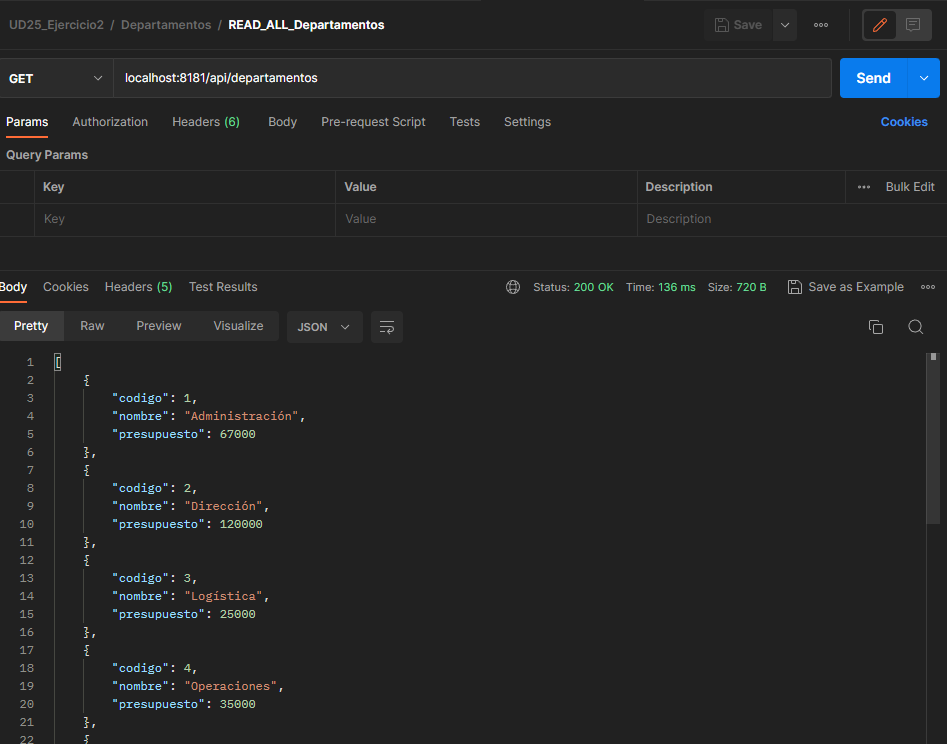 UD25_Ejercicio2 / Departamentos / READ_ALL_Departamentos
Save
GET localhost:8181/api/departamentos Send
Params Authorization Headers (6) Body Pre-request Script Tests Settings Cookies
Query Params
Key Value Description Bulk Edit
Key Value Description
Body Cookies Headers (5) Test Results Status: 200 OK Time: 136 ms Size: 720 B Save as Example
Pretty Raw Preview Visualize JSON
1 [
2 {
3 "codigo": 1,
4 "nombre": "Administración",
5 "presupuesto": 67000
6 },
7 {
8 "codigo": 2,
9 "nombre": "Dirección",
10 "presupuesto": 120000
11 },
12 {
13 "codigo": 3,
14 "nombre": "Logística",
15 "presupuesto": 25000
16 },
17 {
18 "codigo": 4,
19 "nombre": "Operaciones",
20 "presupuesto": 35000
21 },
22 {